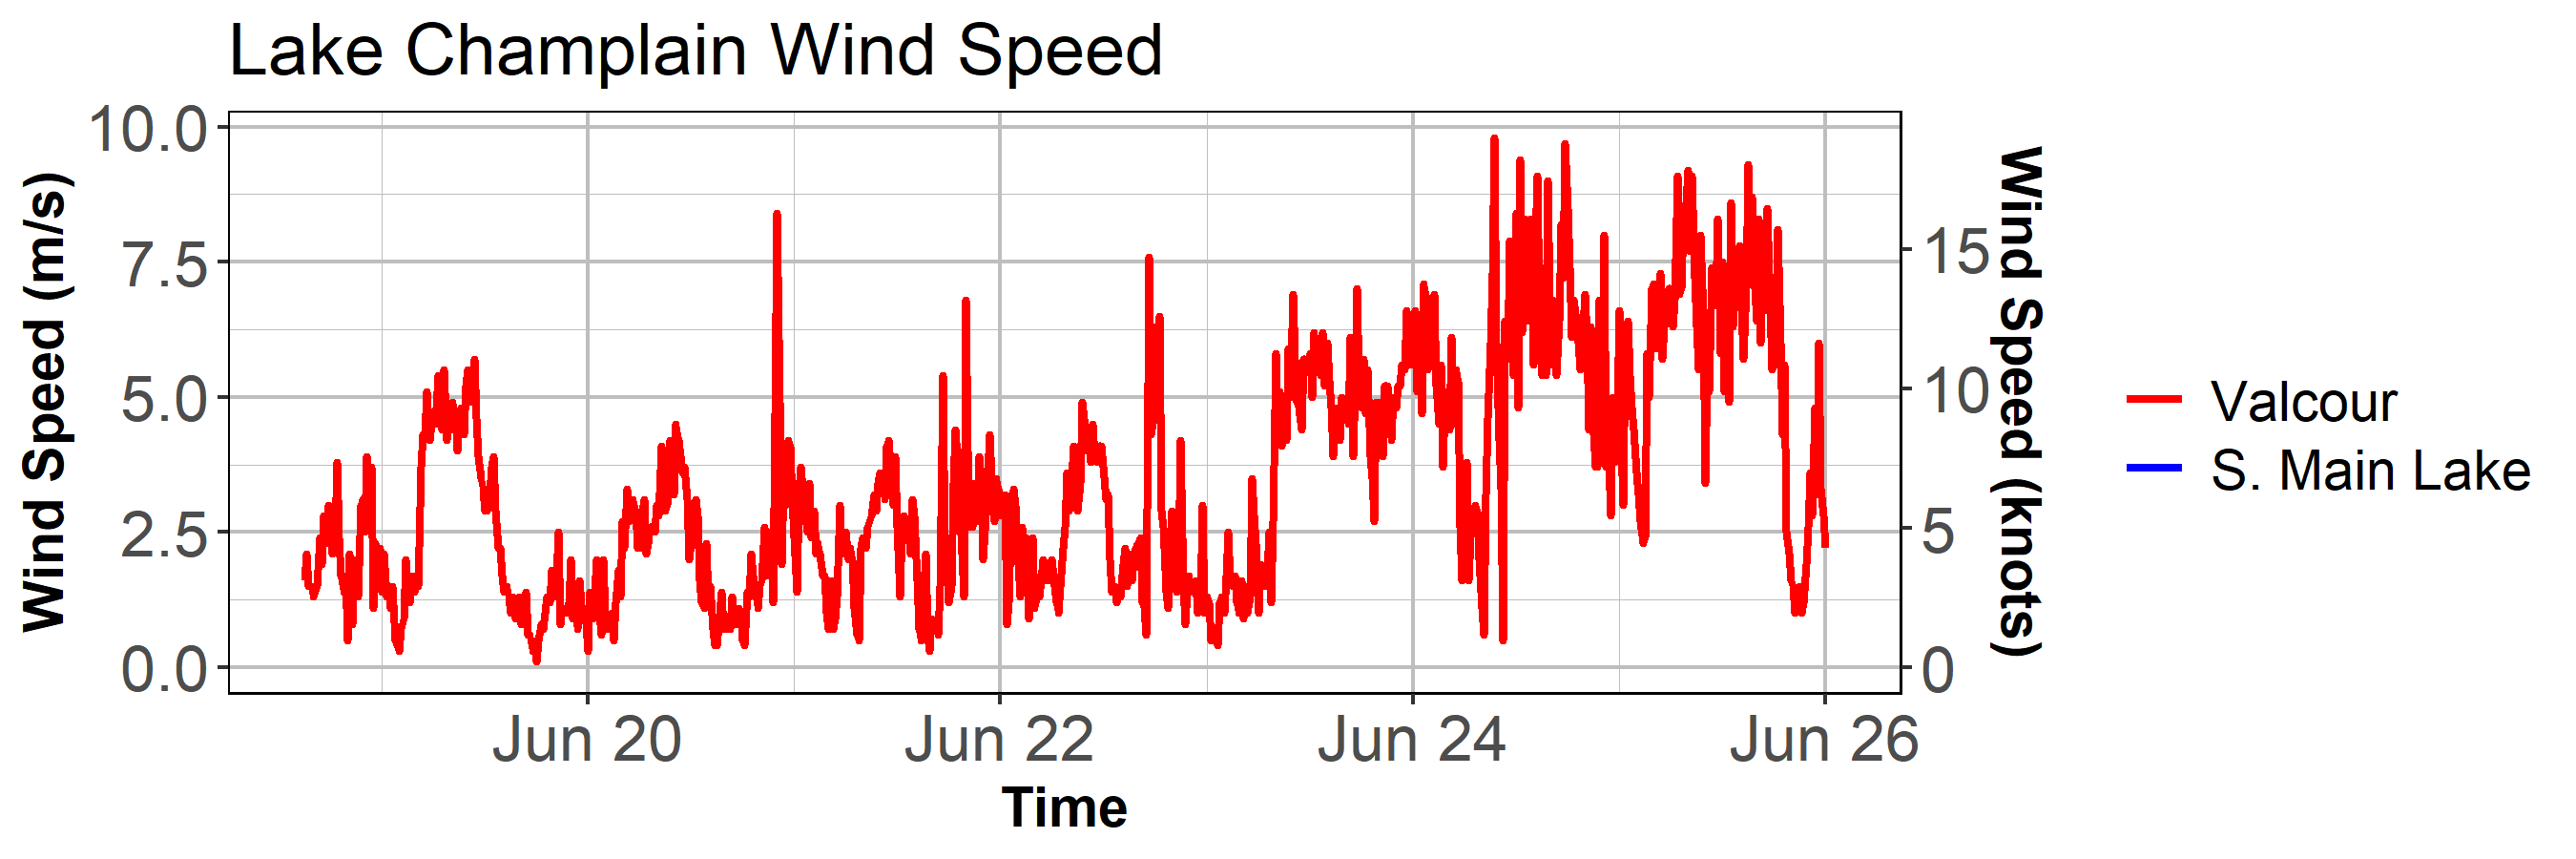 Lake Champlain Wind Speed
Wind Speed (m/s)
10.0
7.5
5.0
2.5
0.0
15
10
5
0
Wind Speed (knots)
Jun 20
Jun 22
Jun 24
Jun 26
Time
Valcour
S. Main Lake